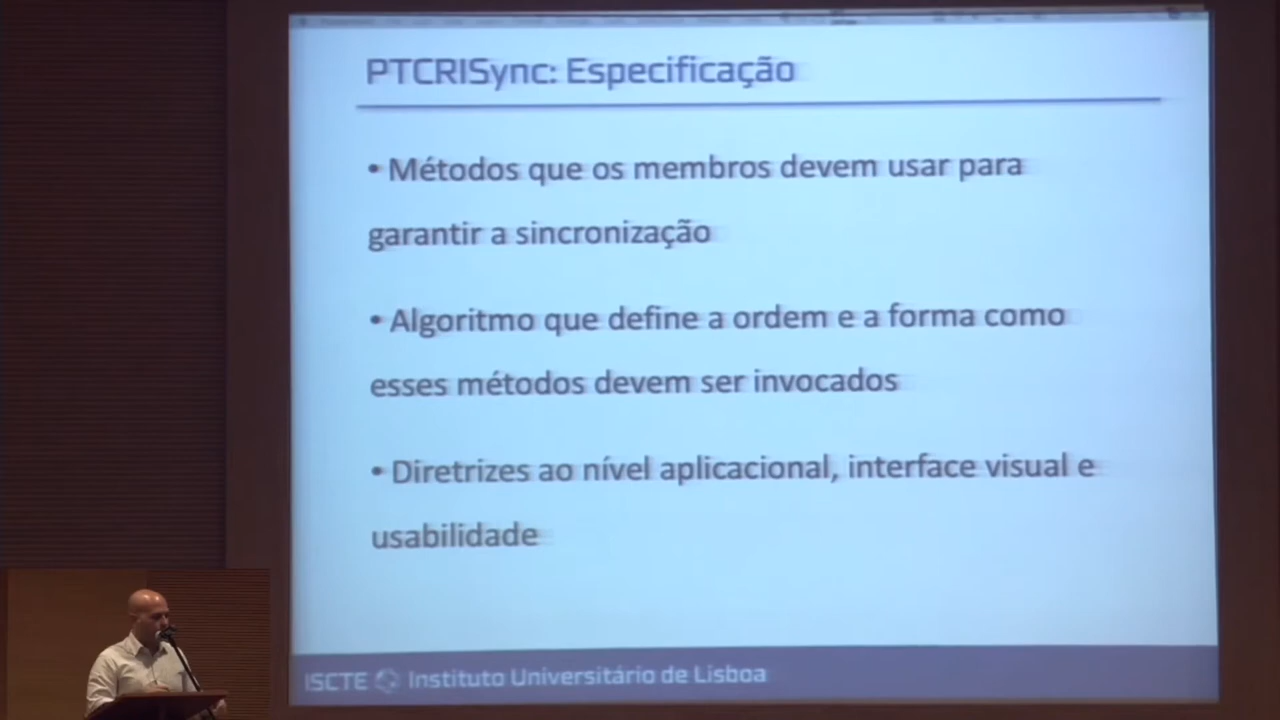 PTCRISync: Especificação
• Métodos que os membros devem usar para
garantir a sincronização
• Algoritmo que define a ordem e a forma como
esses métodos devem ser invocados
• Diretrizes ao nível aplicacional, interface visual e
usabilidade
ISCTE Instituto Universitário de Lisboa